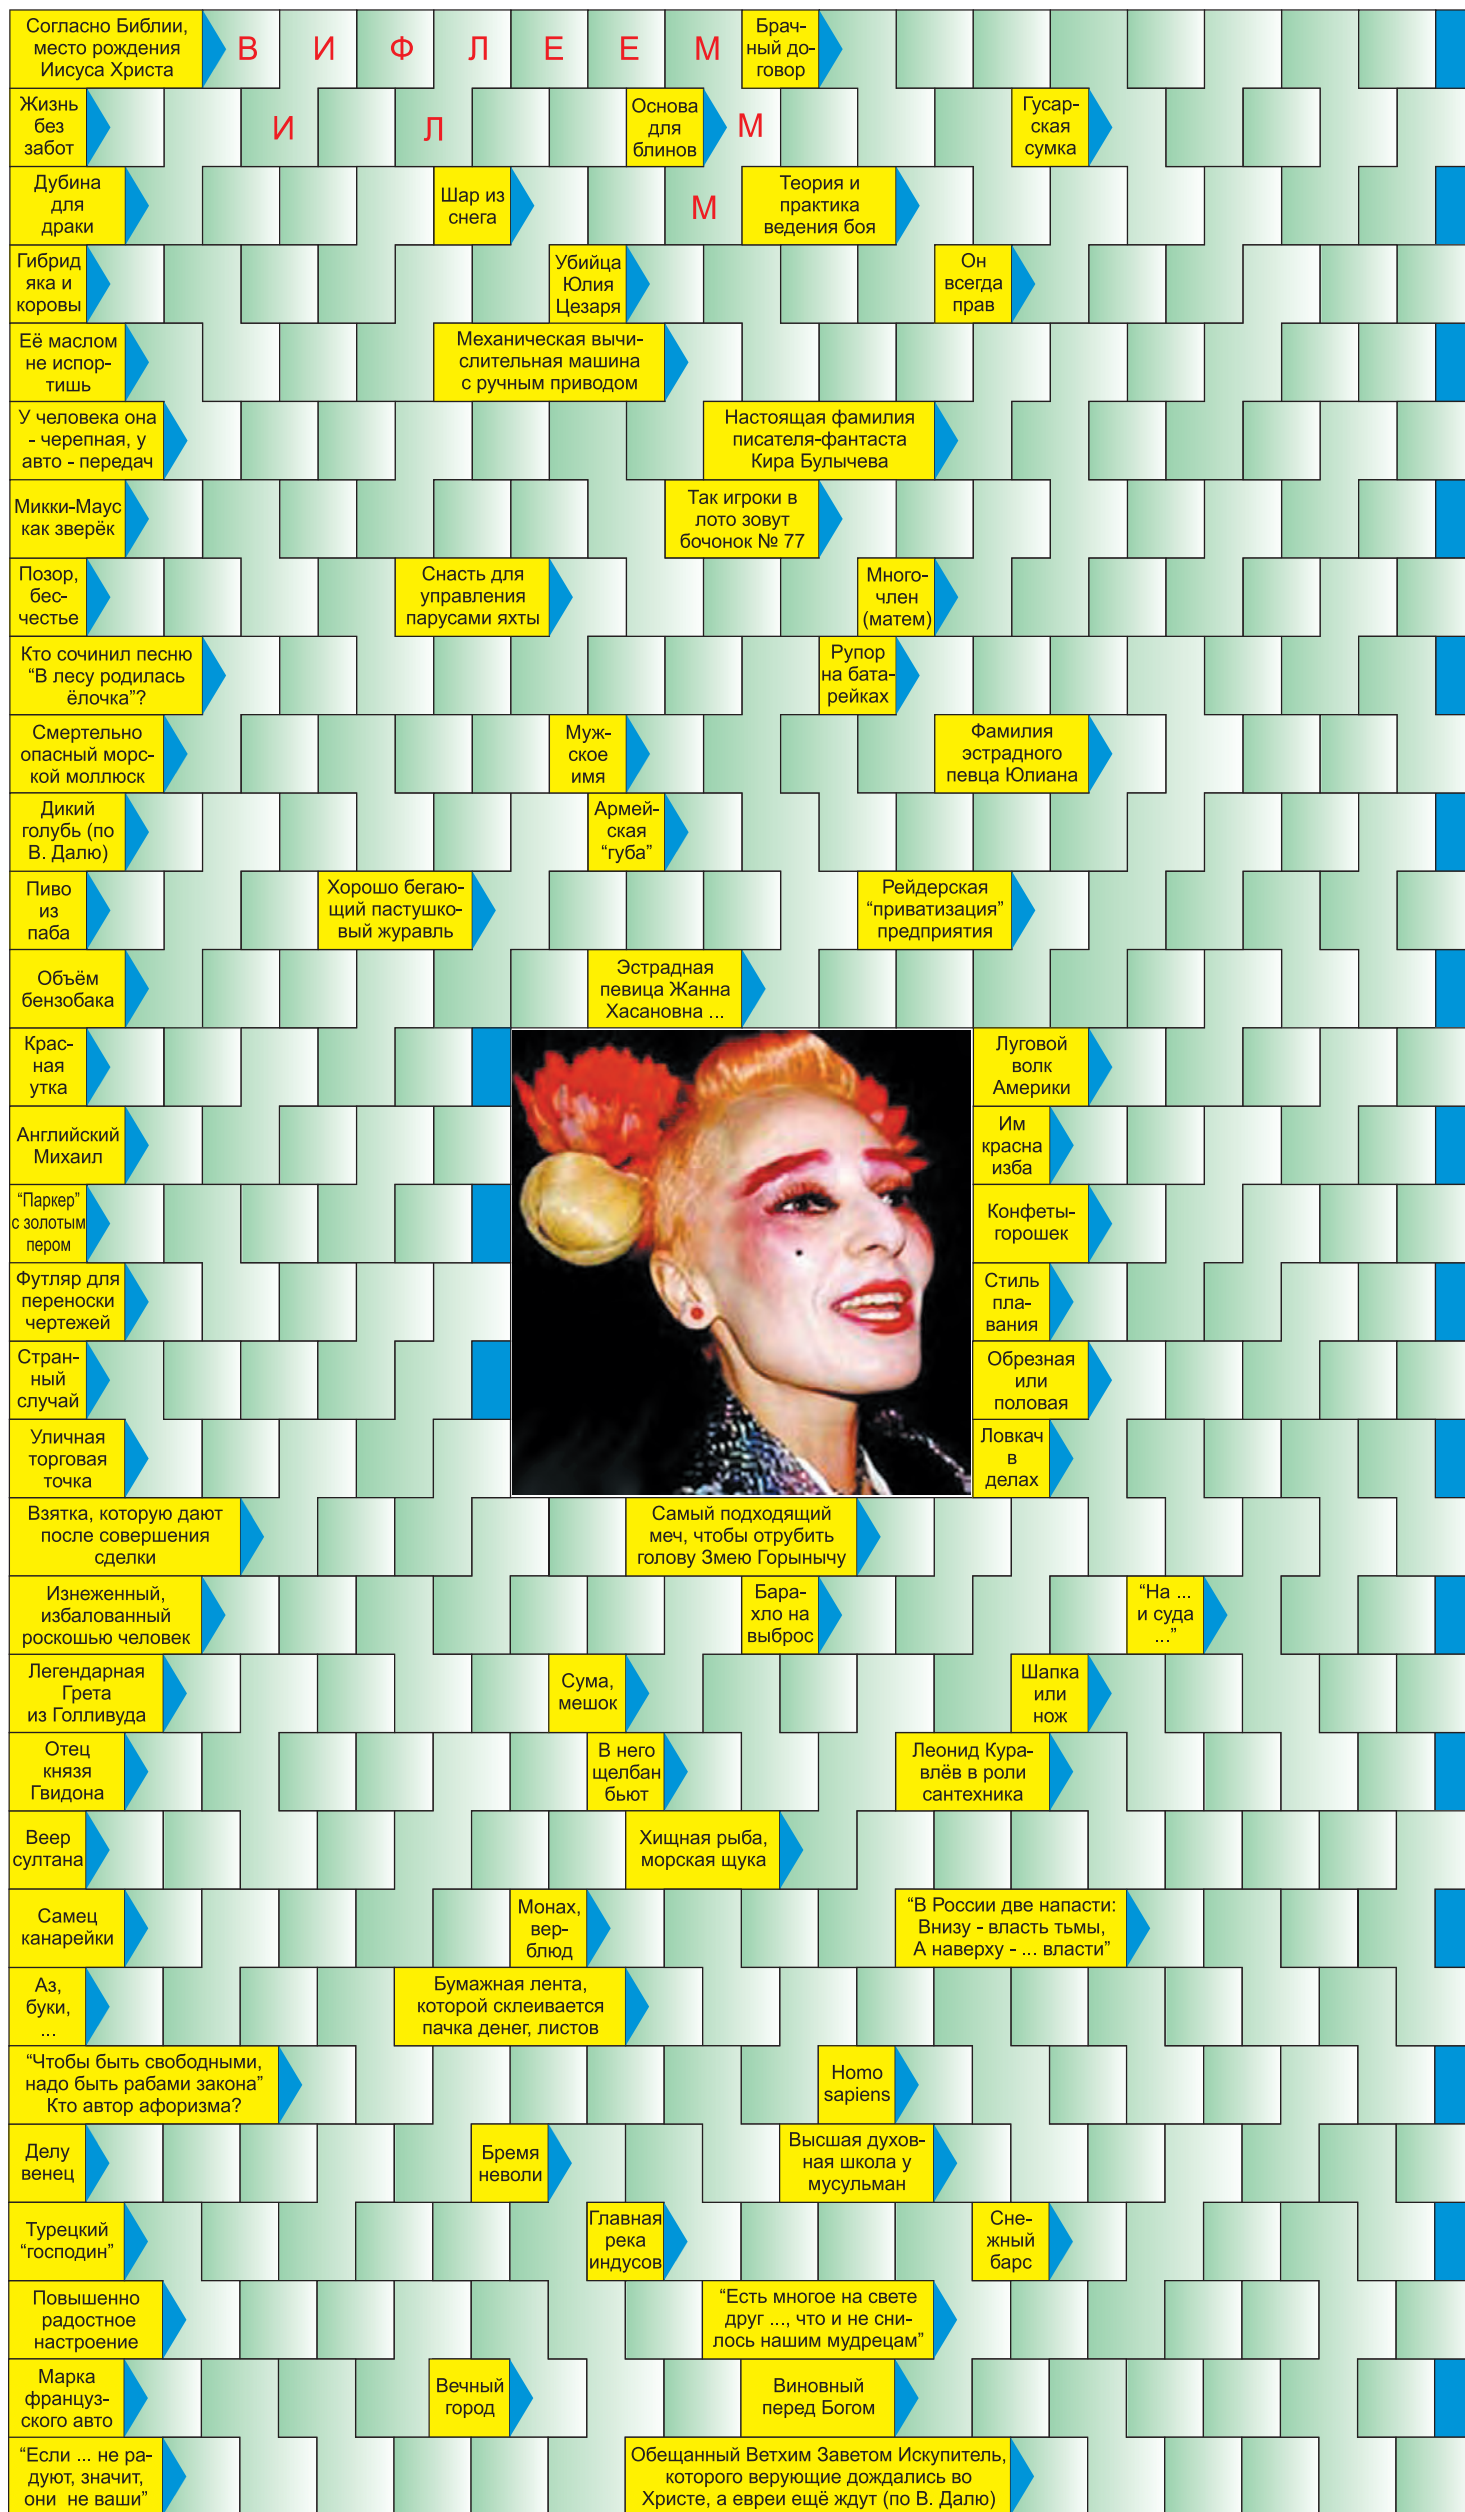 Согласно Библии,
место рождения
Иисуса Христа
В И Ф Л Е Е М
Брач-
ный до-
говор
Жизнь
без
забот
И Л
Основа
для
блинов
М
Гусар-
ская
сумка
Дубина
для
драки
Шар из
снега
М
Теория и
практика
ведения боя
Гибрид
яка и
коровы
Убийца
Юлия
Цезаря
Он
всегда
прав
Её маслом
не испор-
тишь
Механическая вычи-
слительная машина
с ручным приводом
У человека она
- черепная, у
авто - передач
Настоящая фамилия
писателя-фантаста
Кира Булычева
Микки-Маус
как зверёк
Так игроки в
лото зовут
бочонок № 77
Позор,
бес-
честье
Снасть для
управления
парусами яхты
Много-
член
(матем)
Кто сочинил песню
“В лесу родилась
ёлочка”?
Рупор
на бата-
рейках
Смертельно
опасный морс-
кой моллюск
Муж-
ское
имя
Фамилия
эстрадного
певца Юлиана
Дикий
голубь (по
В. Далю)
Армей-
ская
“губа”
Пиво
из
паба
Хорошо бегаю-
щий пастушко-
вый журавль
Рейдерская
“приватизация”
предприятия
Объём
бензобака
Эстрадная
певица Жанна
Хасановна ...
Крас-
ная
утка
Луговой
волк
Америки
Английский
Михаил
Им
красна
изба
“Паркер”
с золотым
пером
Конфеты-
горошек
Футляр для
переноски
чертежей
Стиль
пла-
вания
Стран-
ный
случай
Обрезная
или
половая
Уличная
торговая
точка
Ловкач
в
делах
Взятка, которую дают
после совершения
сделки
Самый подходящий
меч, чтобы отрубить
голову Змею Горынычу
Изнеженный,
избалованный
роскошью человек
Бара-
хло на
выброс
“На ...
и суда
...”
Легендарная
Грета
из Голливуда
Сума,
мешок
Шапка
или
нож
Отец
князя
Гвидона
В него
щелбан
бьют
Леонид Кура-
влёв в роли
сантехника
Веер
султана
Хищная рыба,
морская щука
Самец
канарейки
Монах,
вер-
блюд
“В России две напасти:
Внизу - власть тьмы,
А наверху - ... власти”
Аз,
буки,
...
Бумажная лента,
которой склеивается
пачка денег, листов
“Чтобы быть свободными,
надо быть рабами закона”
Кто автор афоризма?
Homo
sapiens
Делу
венец
Бремя
неволи
Высшая духов-
ная школа у
мусульман
Турецкий
“господин”
Главная
река
индусов
Сне-
жный
барс
Повышенно
радостное
настроение
“Есть многое на свете
друг ..., что и не сни-
лось нашим мудрецам”
Марка
француз-
ского авто
Вечный
город
Виновный
перед Богом
“Если ... не ра-
дуют, значит,
они не ваши”
Обещанный Ветхим Заветом Искупитель,
которого верующие дождались во
Христе, а евреи ещё ждут (по В. Далю)